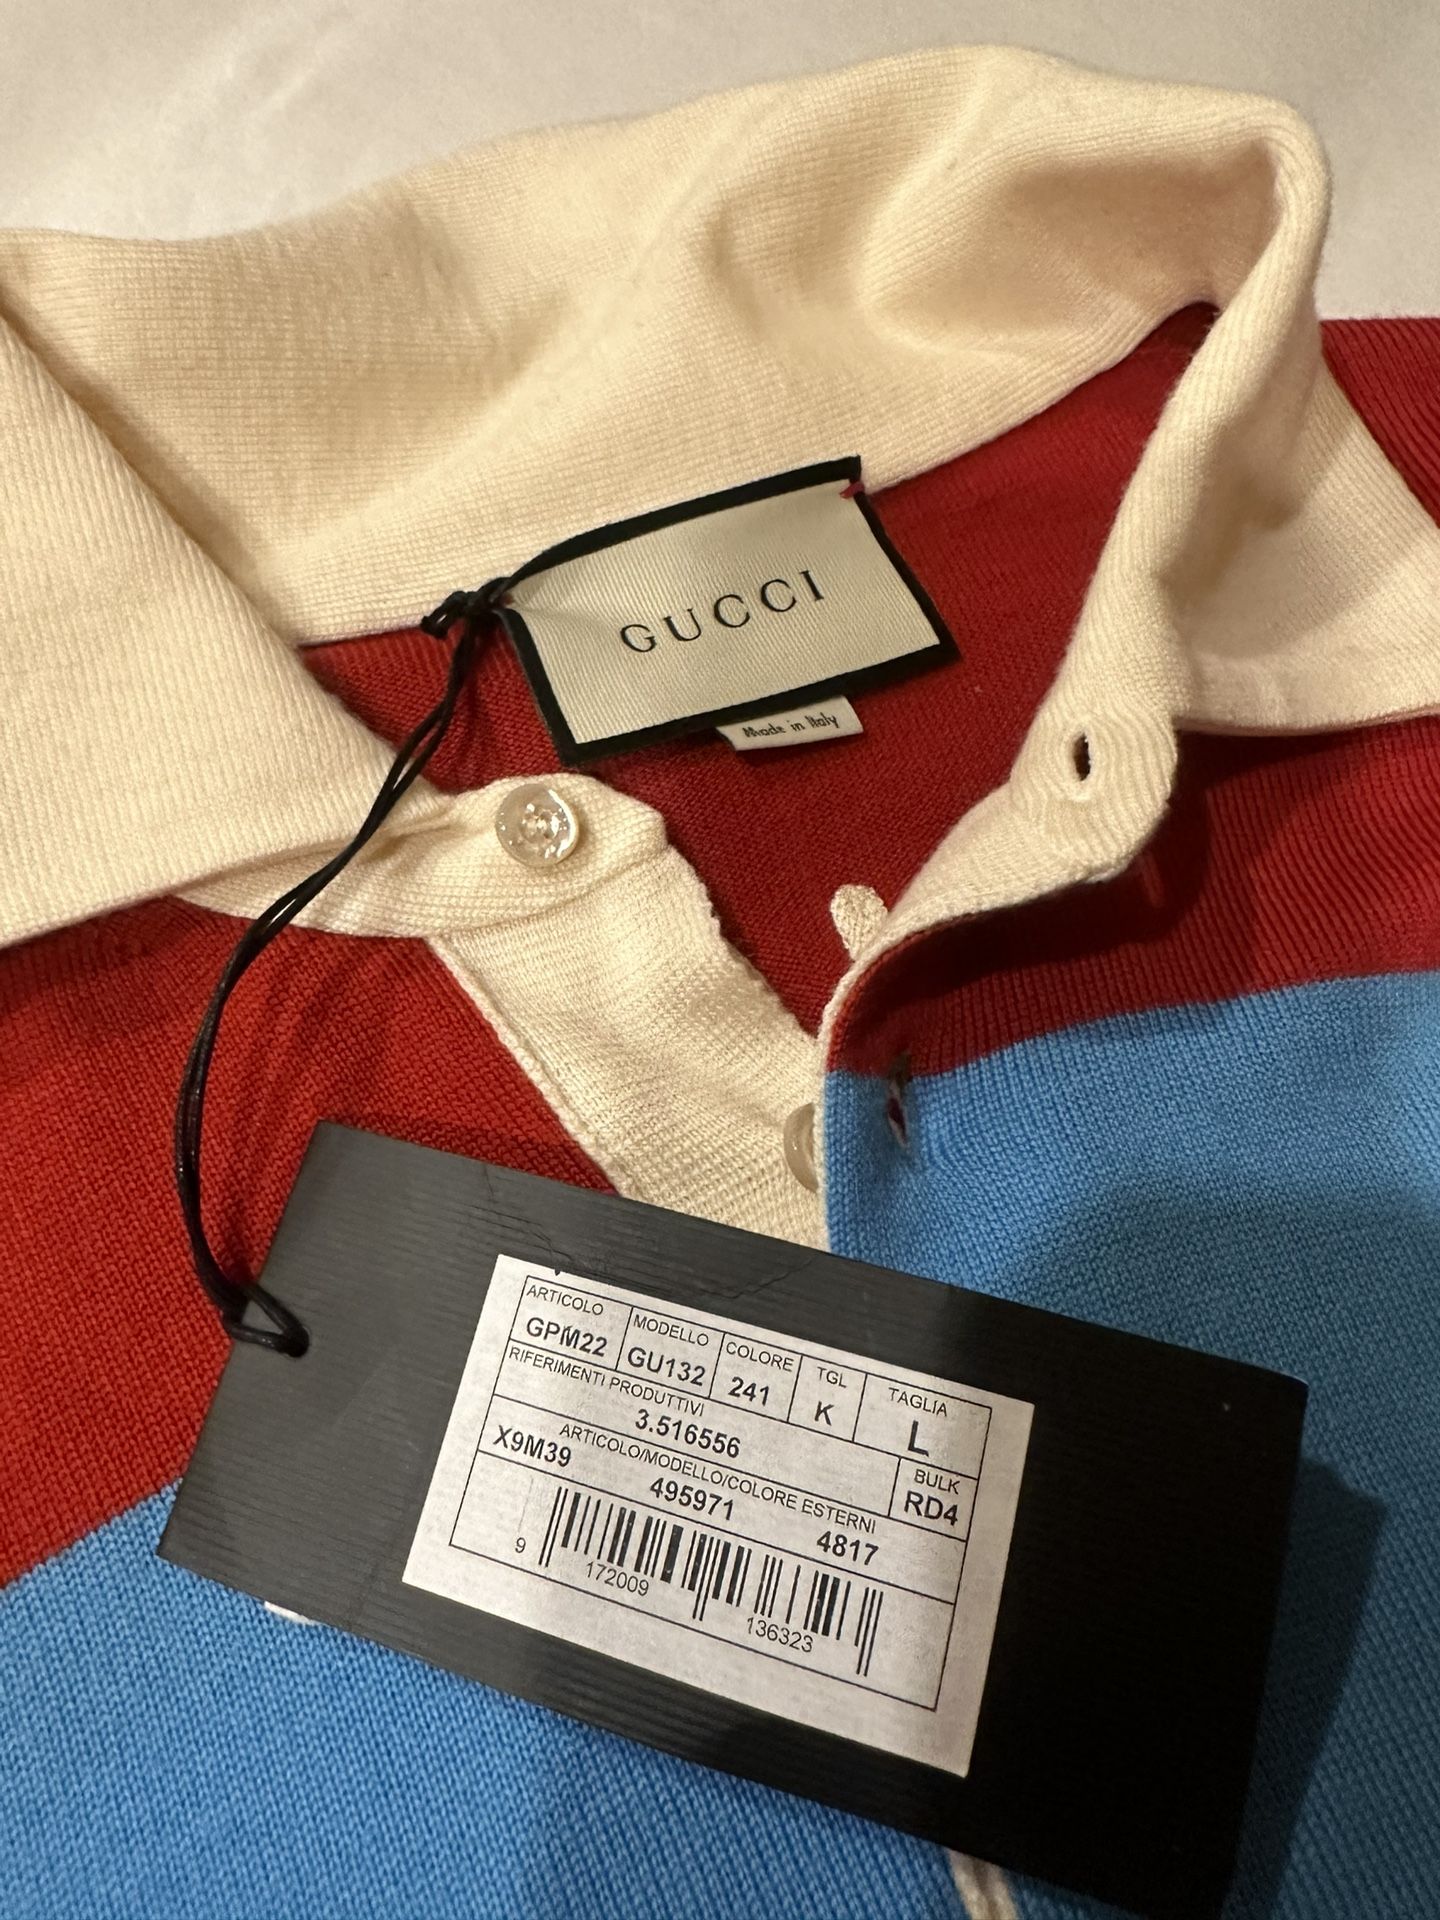 GUCCI
Made in Italy
ARTICOLO MODELLO COLORE TGL TAGLIA
GPM22 GU132 241 K L
RIFERIMENTI PRODUTTIVI BULK
3.516556 RD4
ARTICOLO/MODELLO/COLORE ESTERNI
X9M39 495971 4817
9 172009 136323